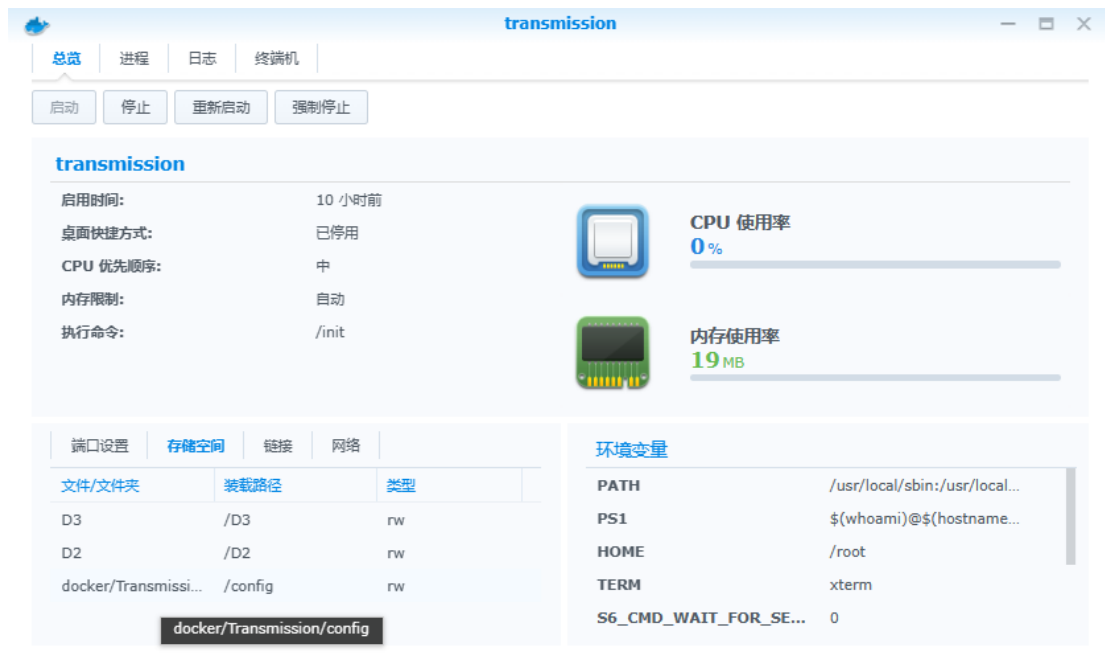 transmission
总览 进程 日志 终端机
启动 停止 重新启动 强制停止
transmission
启用时间: 10 小时前
桌面快捷方式: 已停用
CPU 优先顺序: 中
内存限制: 自动
执行命令: /init
CPU 使用率
0 %
内存使用率
19 MB
端口设置 存储空间 链接 网络
文件/文件夹 装载路径 类型
D3 /D3 rw
D2 /D2 rw
docker/Transmissi... /config rw
docker/Transmission/config
环境变量
PATH /usr/local/sbin:/usr/local...
PS1 $(whoami)@$(hostname...
HOME /root
TERM xterm
S6_CMD_WAIT_FOR_SE... 0